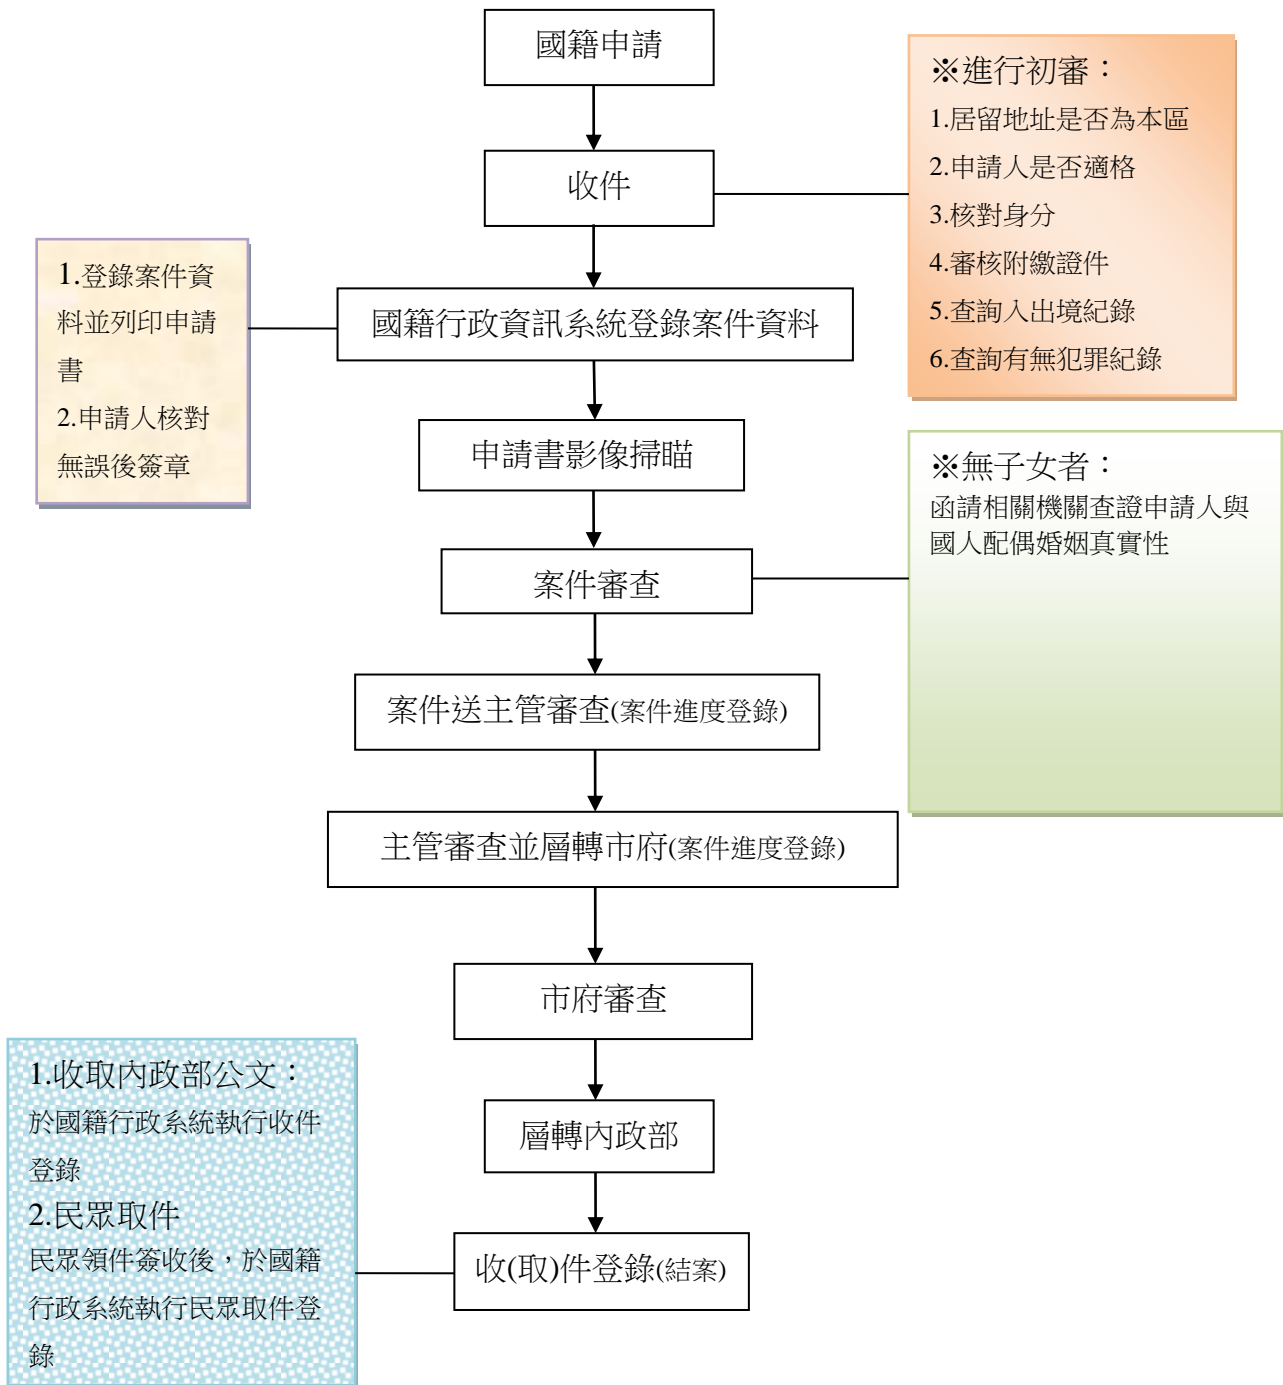 國籍申請
※進行初審：
1.居留地址是否為本區
2.申請人是否適格
3.核對身分
4.審核附繳證件
5.查詢入出境紀錄
6.查詢有無犯罪紀錄
收件
1.登錄案件資
料並列印申請
書
2.申請人核對
無誤後簽章
國籍行政資訊系統登錄案件資料
申請書影像掃瞄
※無子女者：
函請相關機關查證申請人與
國人配偶婚姻真實性
案件審查
案件送主管審查(案件進度登錄)
主管審查並層轉市府(案件進度登錄)
市府審查
層轉內政部
1.收取內政部公文：
於國籍行政系統執行收件
登錄
2.民眾取件
民眾領件簽收後，於國籍
行政系統執行民眾取件登
錄
收(取)件登錄(結案)